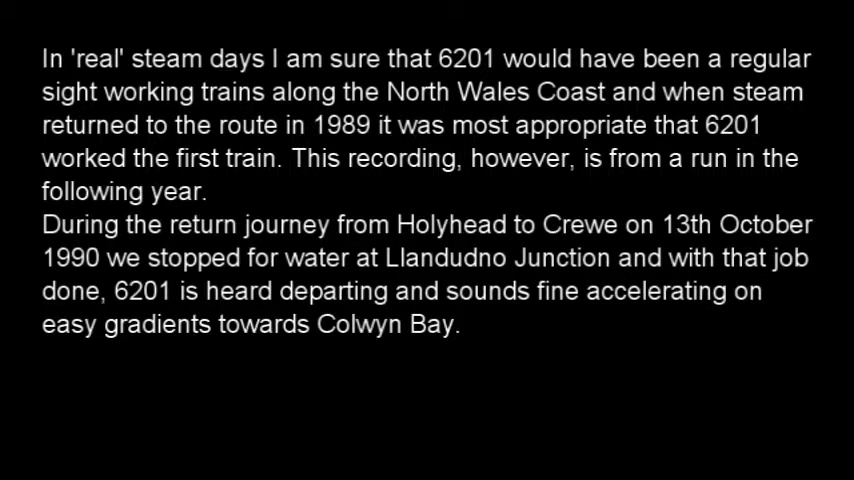 In 'real' steam days I am sure that 6201 would have been a regular
sight working trains along the North Wales Coast and when steam
returned to the route in 1989 it was most appropriate that 6201
worked the first train. This recording, however, is from a run in the
following year.
During the return journey from Holyhead to Crewe on 13th October
1990 we stopped for water at Llandudno Junction and with that job
done, 6201 is heard departing and sounds fine accelerating on
easy gradients towards Colwyn Bay.